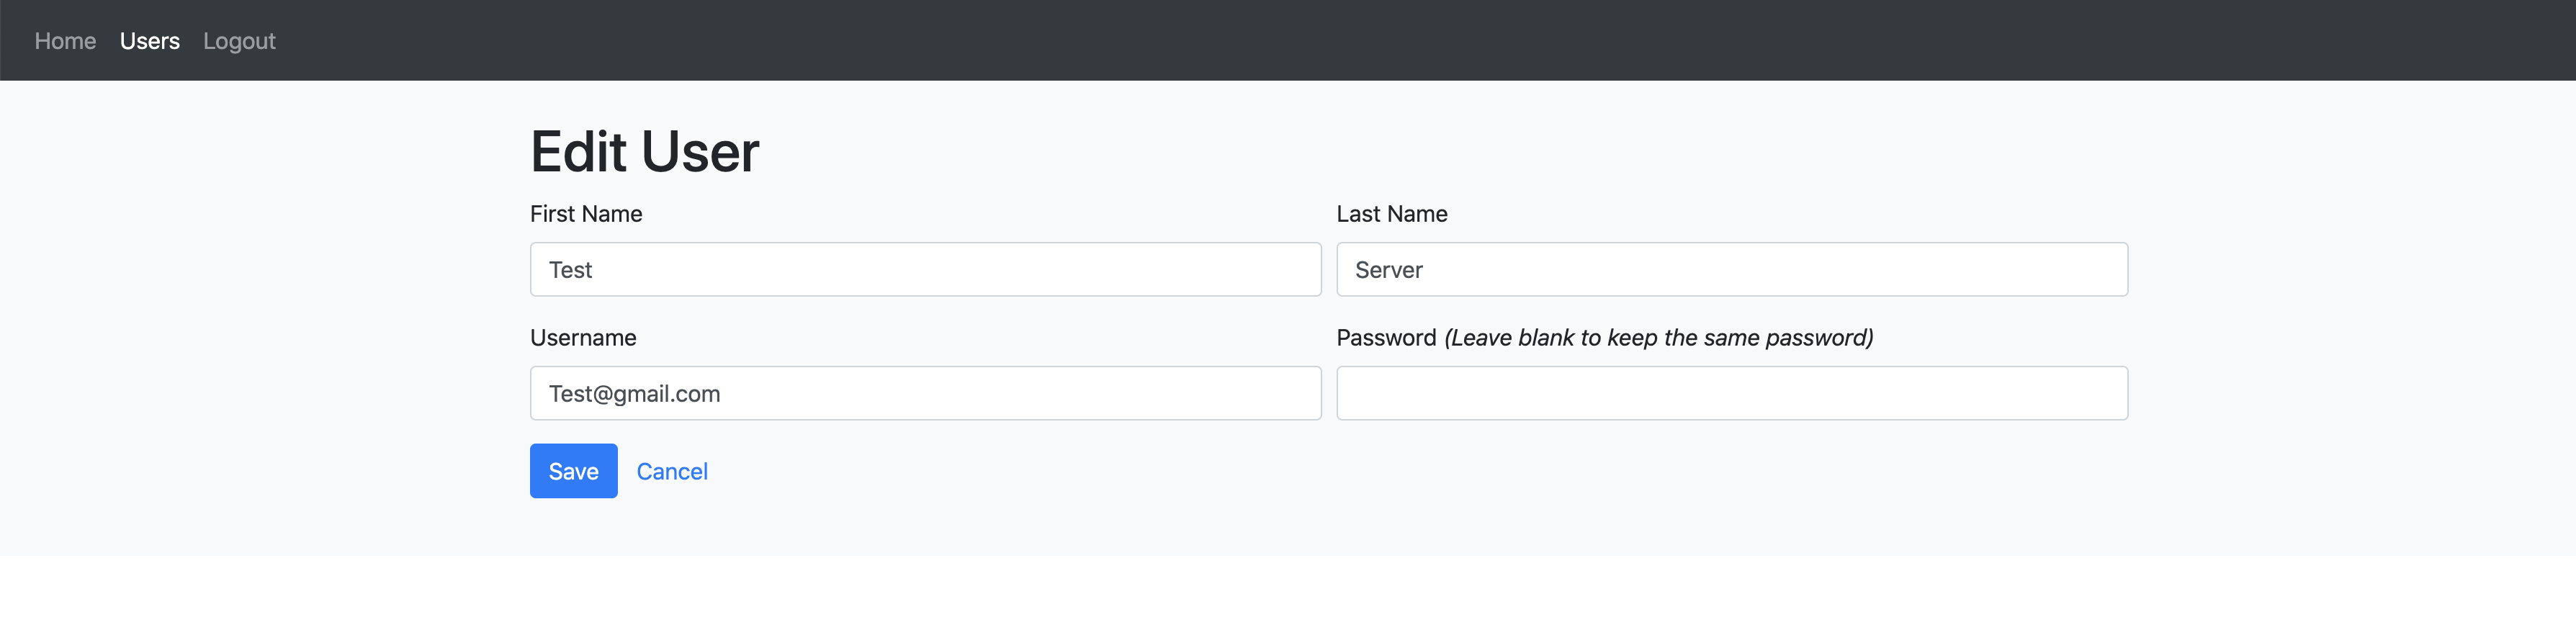 Home Users Logout
Edit User
First Name Last Name
Test Server
Username Password (Leave blank to keep the same password)
Test@gmail.com
Save Cancel